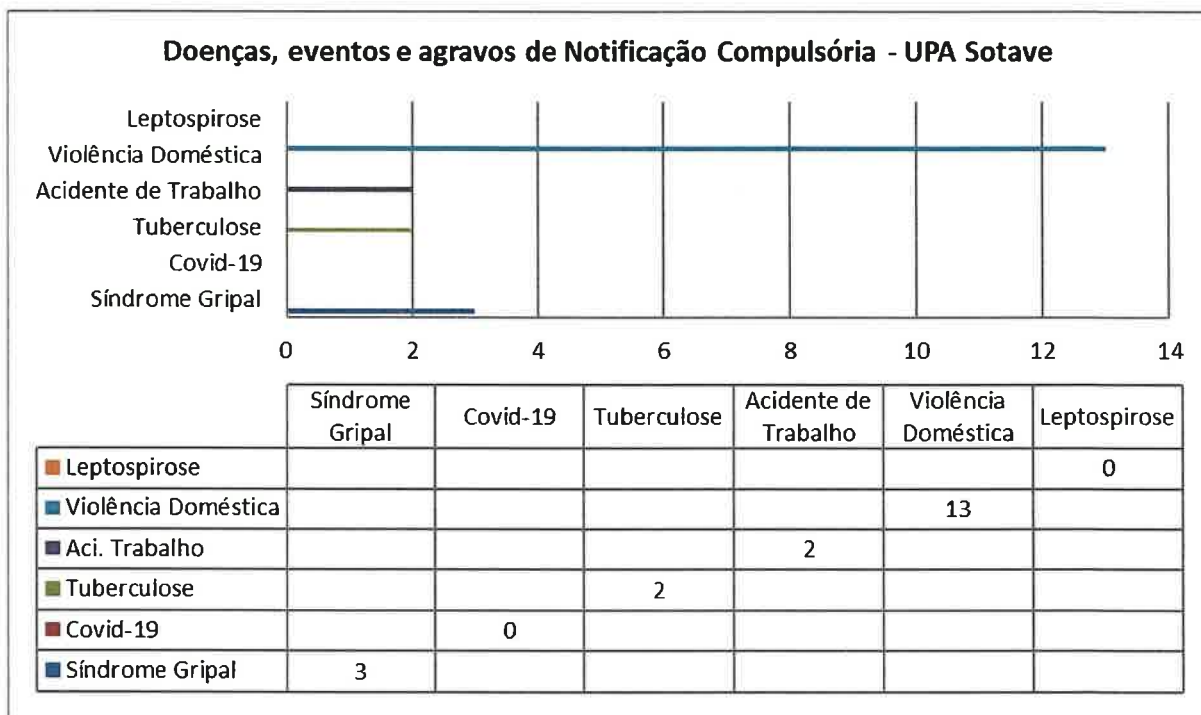 Doenças, eventos e agravos de Notificação Compulsória - UPA Sotave
Leptospirose
Violência Doméstica
Acidente de Trabalho
Tuberculose
Covid-19
Síndrome Gripal
0 2 4 6 8 10 12 14
Síndrome Gripal Covid-19 Tuberculose Acidente de Trabalho Violência Doméstica Leptospirose
Leptospirose 0
Violência Doméstica 13
Aci. Trabalho 2
Tuberculose 2
Covid-19 0
Síndrome Gripal 3